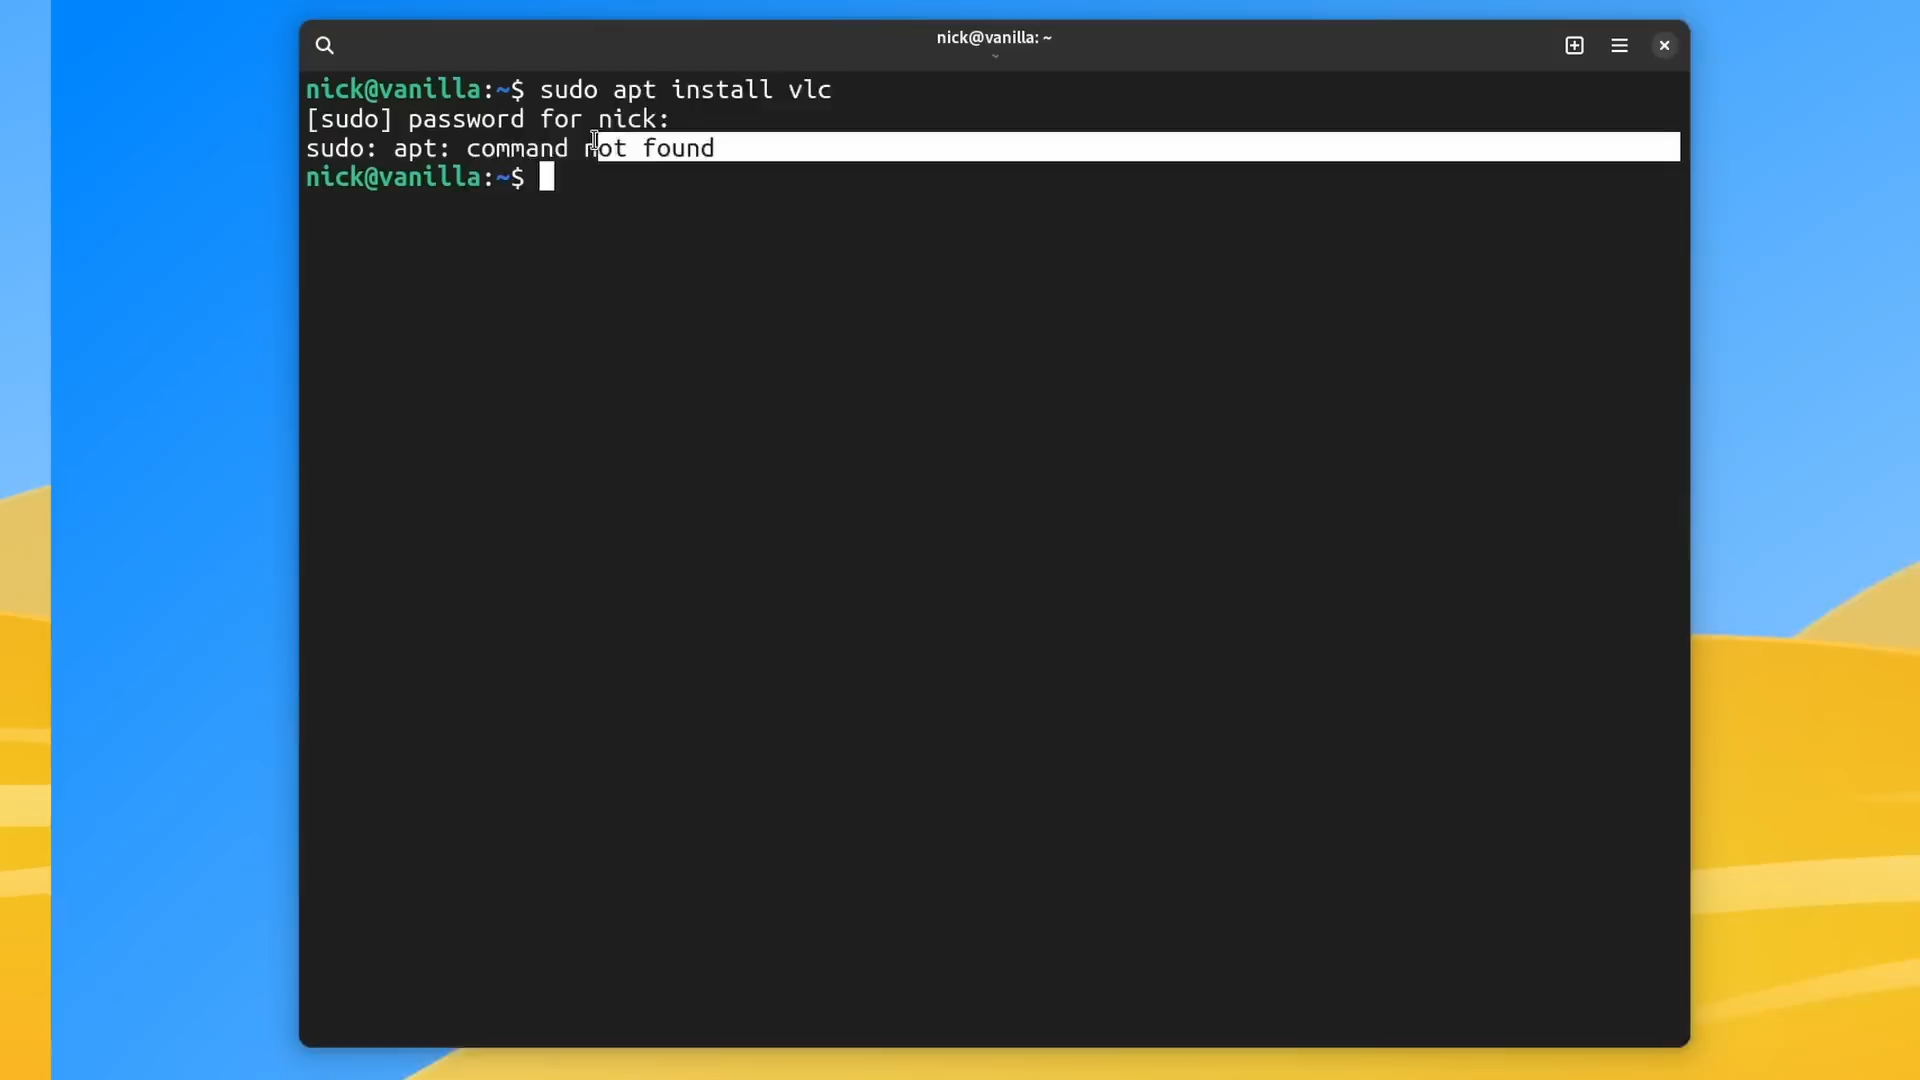 nick@vanilla: ~
nick@vanilla:~$ sudo apt install vlc
[sudo] password for nick:
sudo: apt: command not found
nick@vanilla:~$